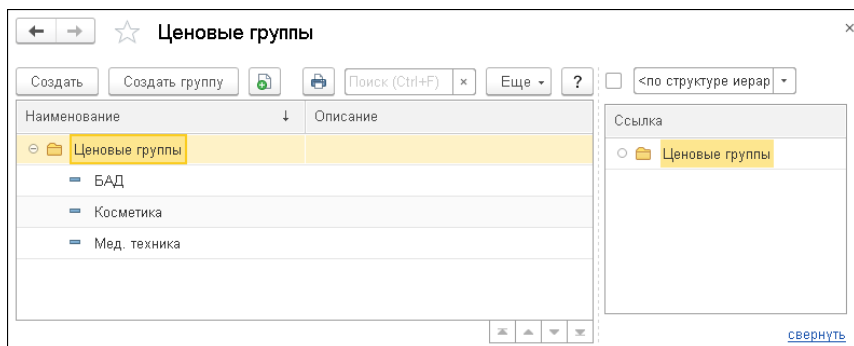 Ценовые группы
Создать Создать группу Поиск (Ctrl+F) × Еще ? <по структуре иерар
Наименование ↓ Описание Ссылка
Ценовые группы Ценовые группы
БАД
Косметика
Мед. техника
свернуть